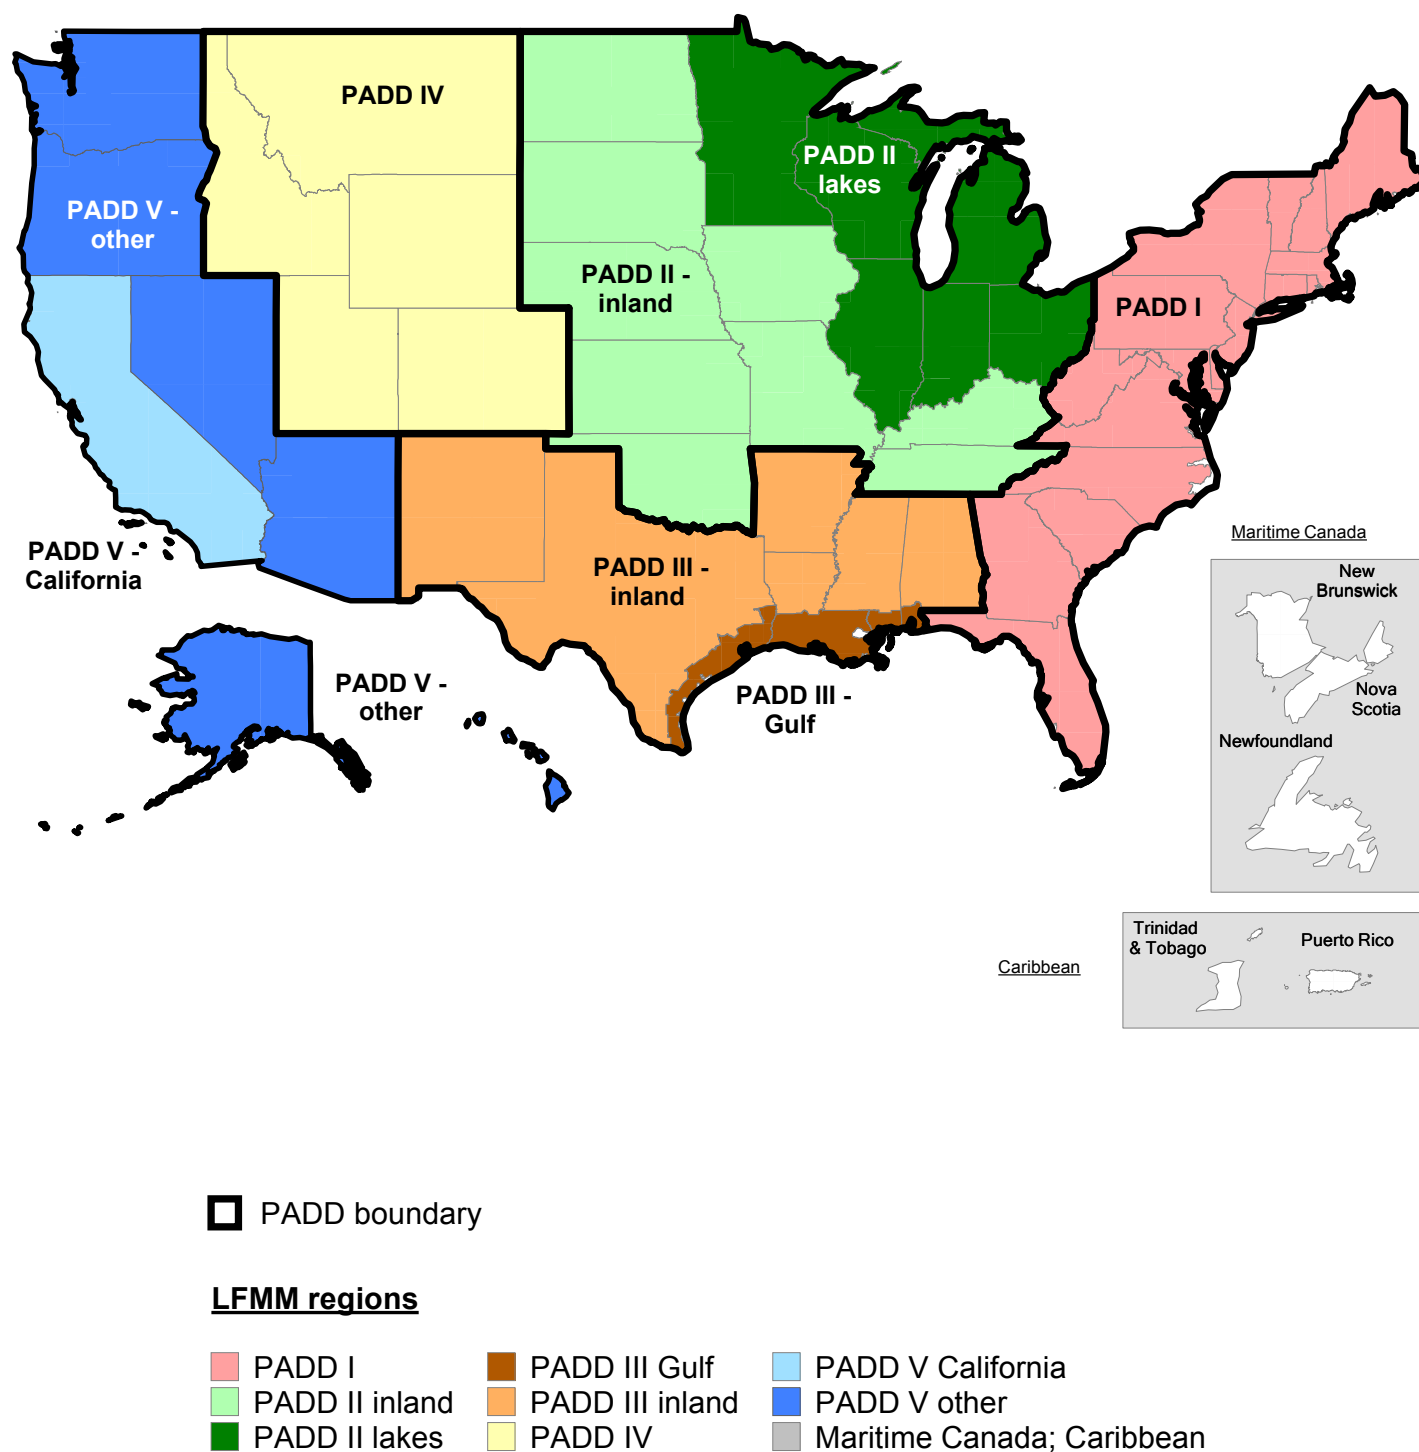 PADD IV
PADD II
lakes
PADD V -
other
PADD II -
inland
PADD I
PADD V -
California
PADD III -
inland
Maritime Canada
New
Brunswick
PADD V -
other
PADD III -
Gulf
Nova
Scotia
Newfoundland
Trinidad
& Tobago
Puerto Rico
Caribbean
PADD boundary
LFMM regions
PADD I
PADD II inland
PADD II lakes
PADD III Gulf
PADD III inland
PADD IV
PADD V California
PADD V other
Maritime Canada; Caribbean